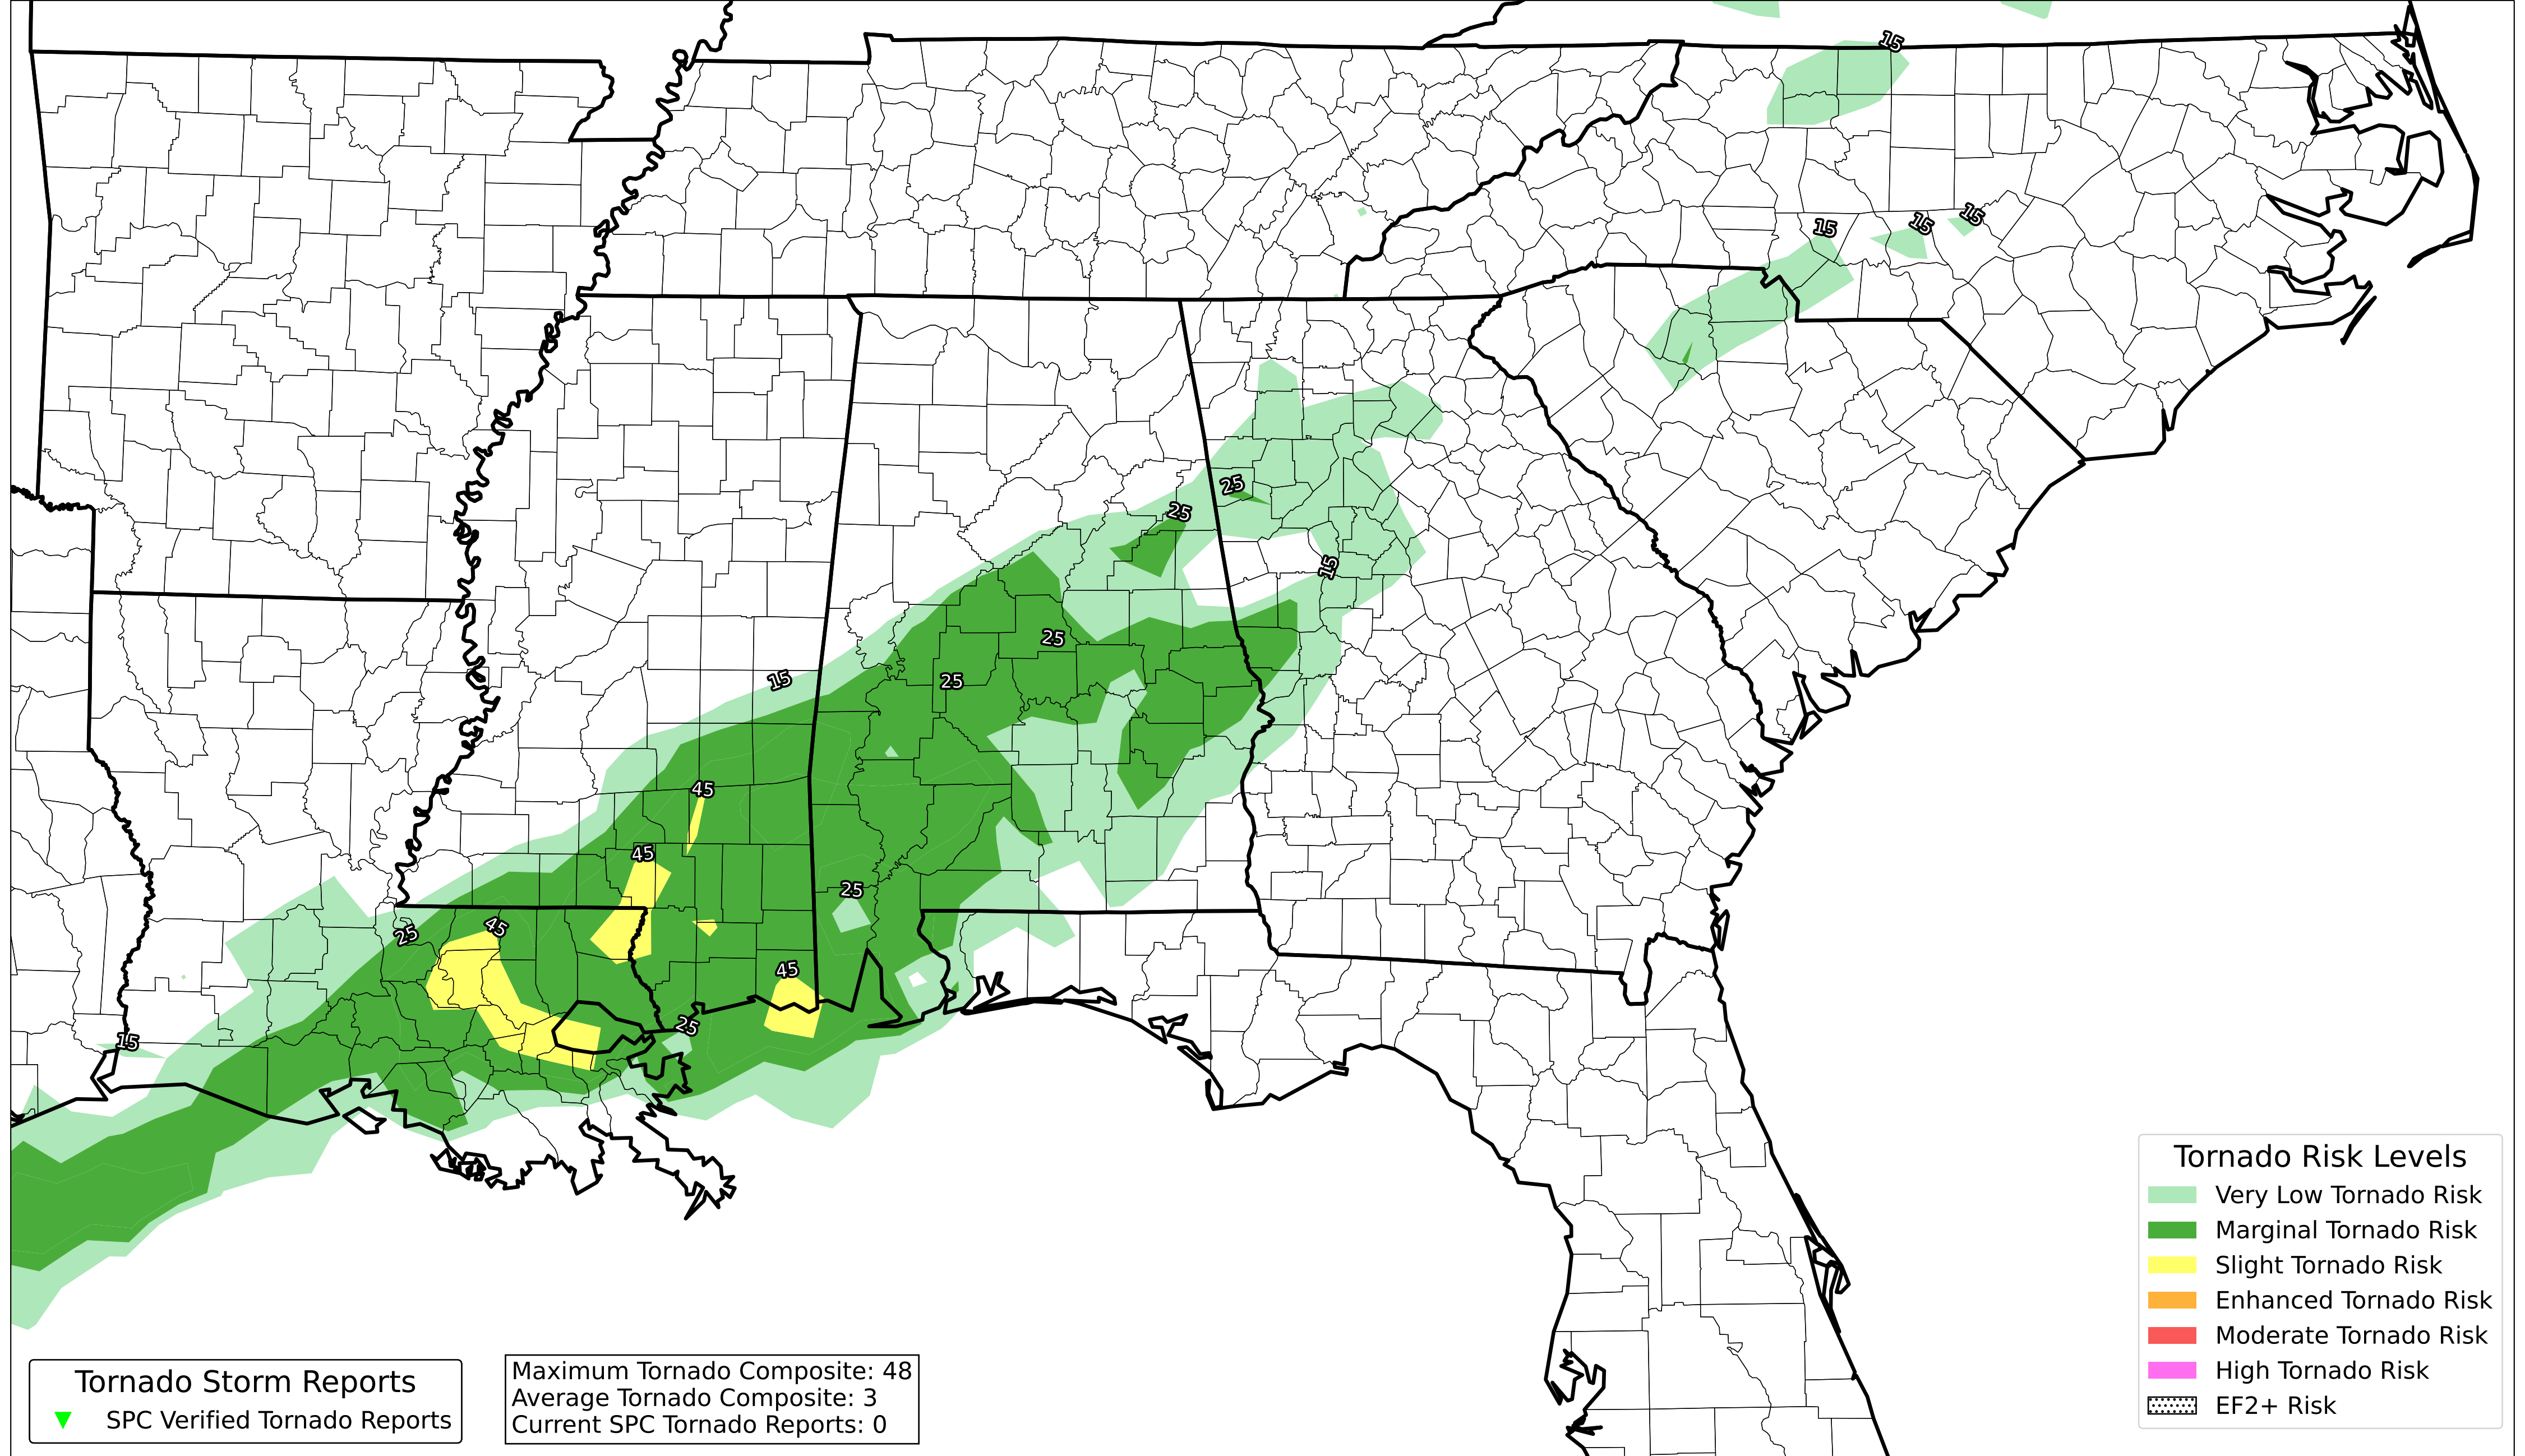 15
15
15
15
25
25
15
25
25
15
45
45
25
45
25
45
25
15
Tornado Risk Levels
Very Low Tornado Risk
Marginal Tornado Risk
Slight Tornado Risk
Enhanced Tornado Risk
Moderate Tornado Risk
High Tornado Risk
EF2+ Risk
Tornado Storm Reports
SPC Verified Tornado Reports
Maximum Tornado Composite: 48
Average Tornado Composite: 3
Current SPC Tornado Reports: 0